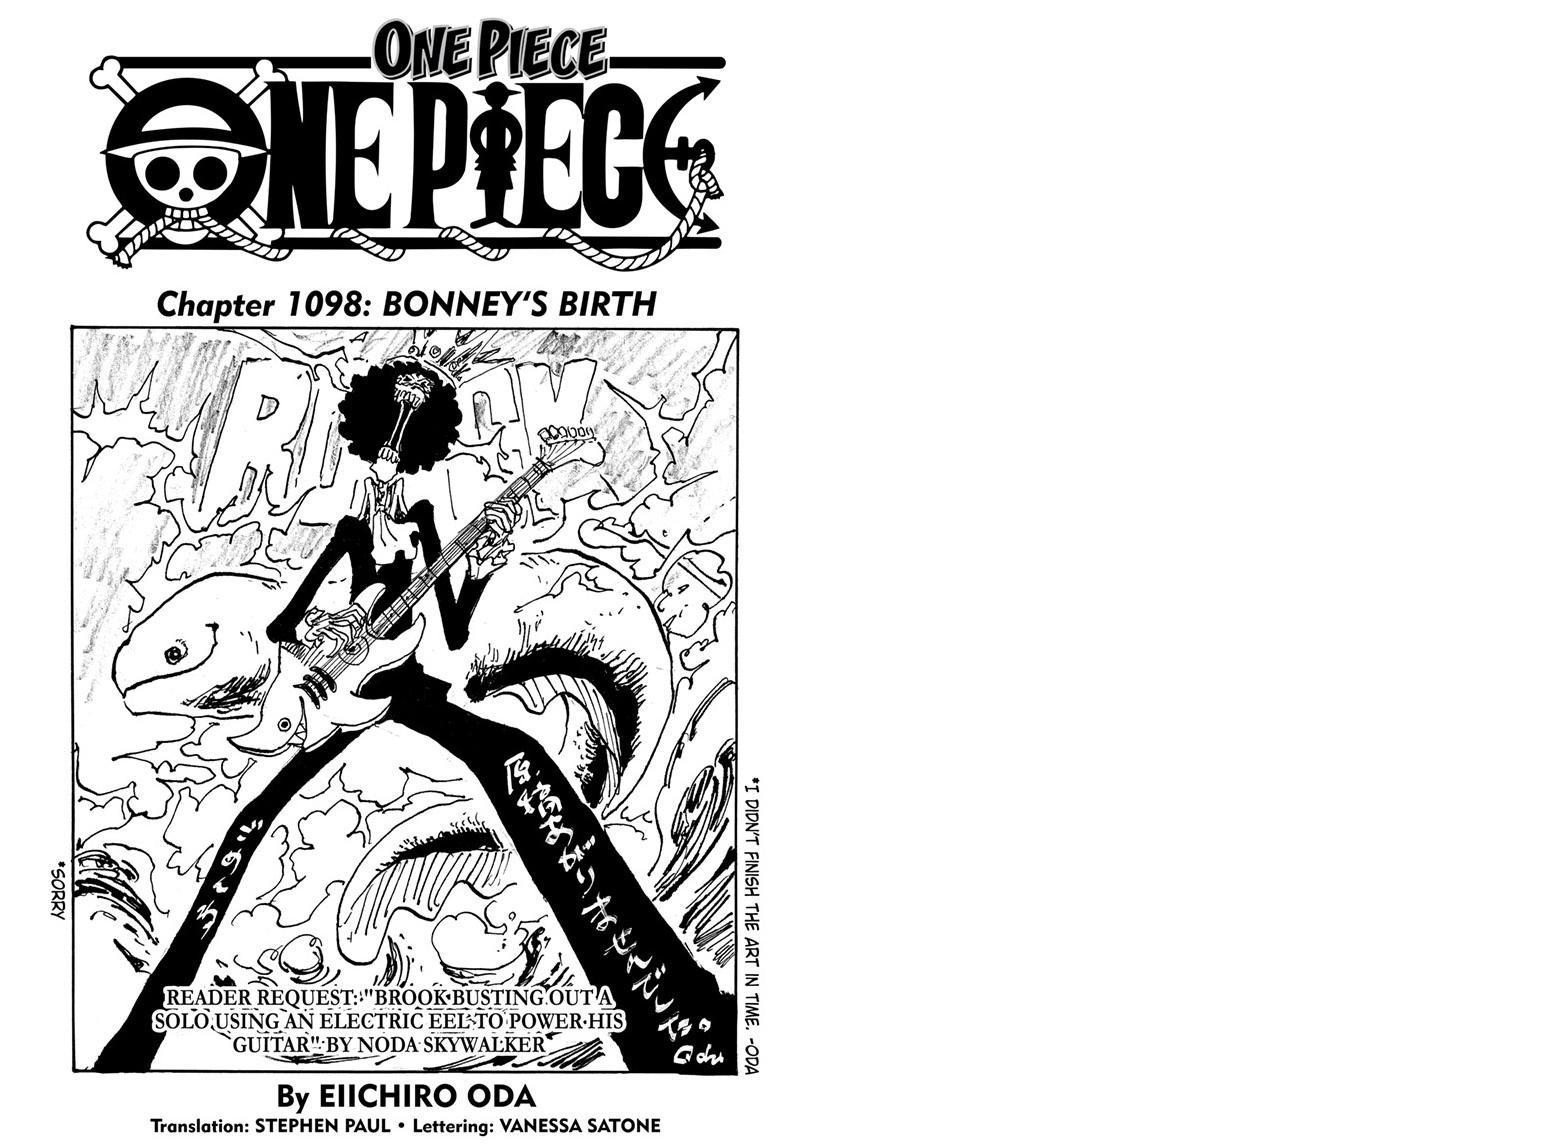 ONE PIECE
ONE PIECE
Chapter 1098: BONNEY'S BIRTH
*I DIDN'T FINISH THE ART IN TIME. -ODA
*SORRY
READER REQUEST: "BROOK BUSTING OUT A
SOLO USING AN ELECTRIC EEL TO POWER HIS
GUITAR" BY NODA SKYWALKER
By EIICHIRO ODA
Translation: STEPHEN PAUL • Lettering: VANESSA SATONE